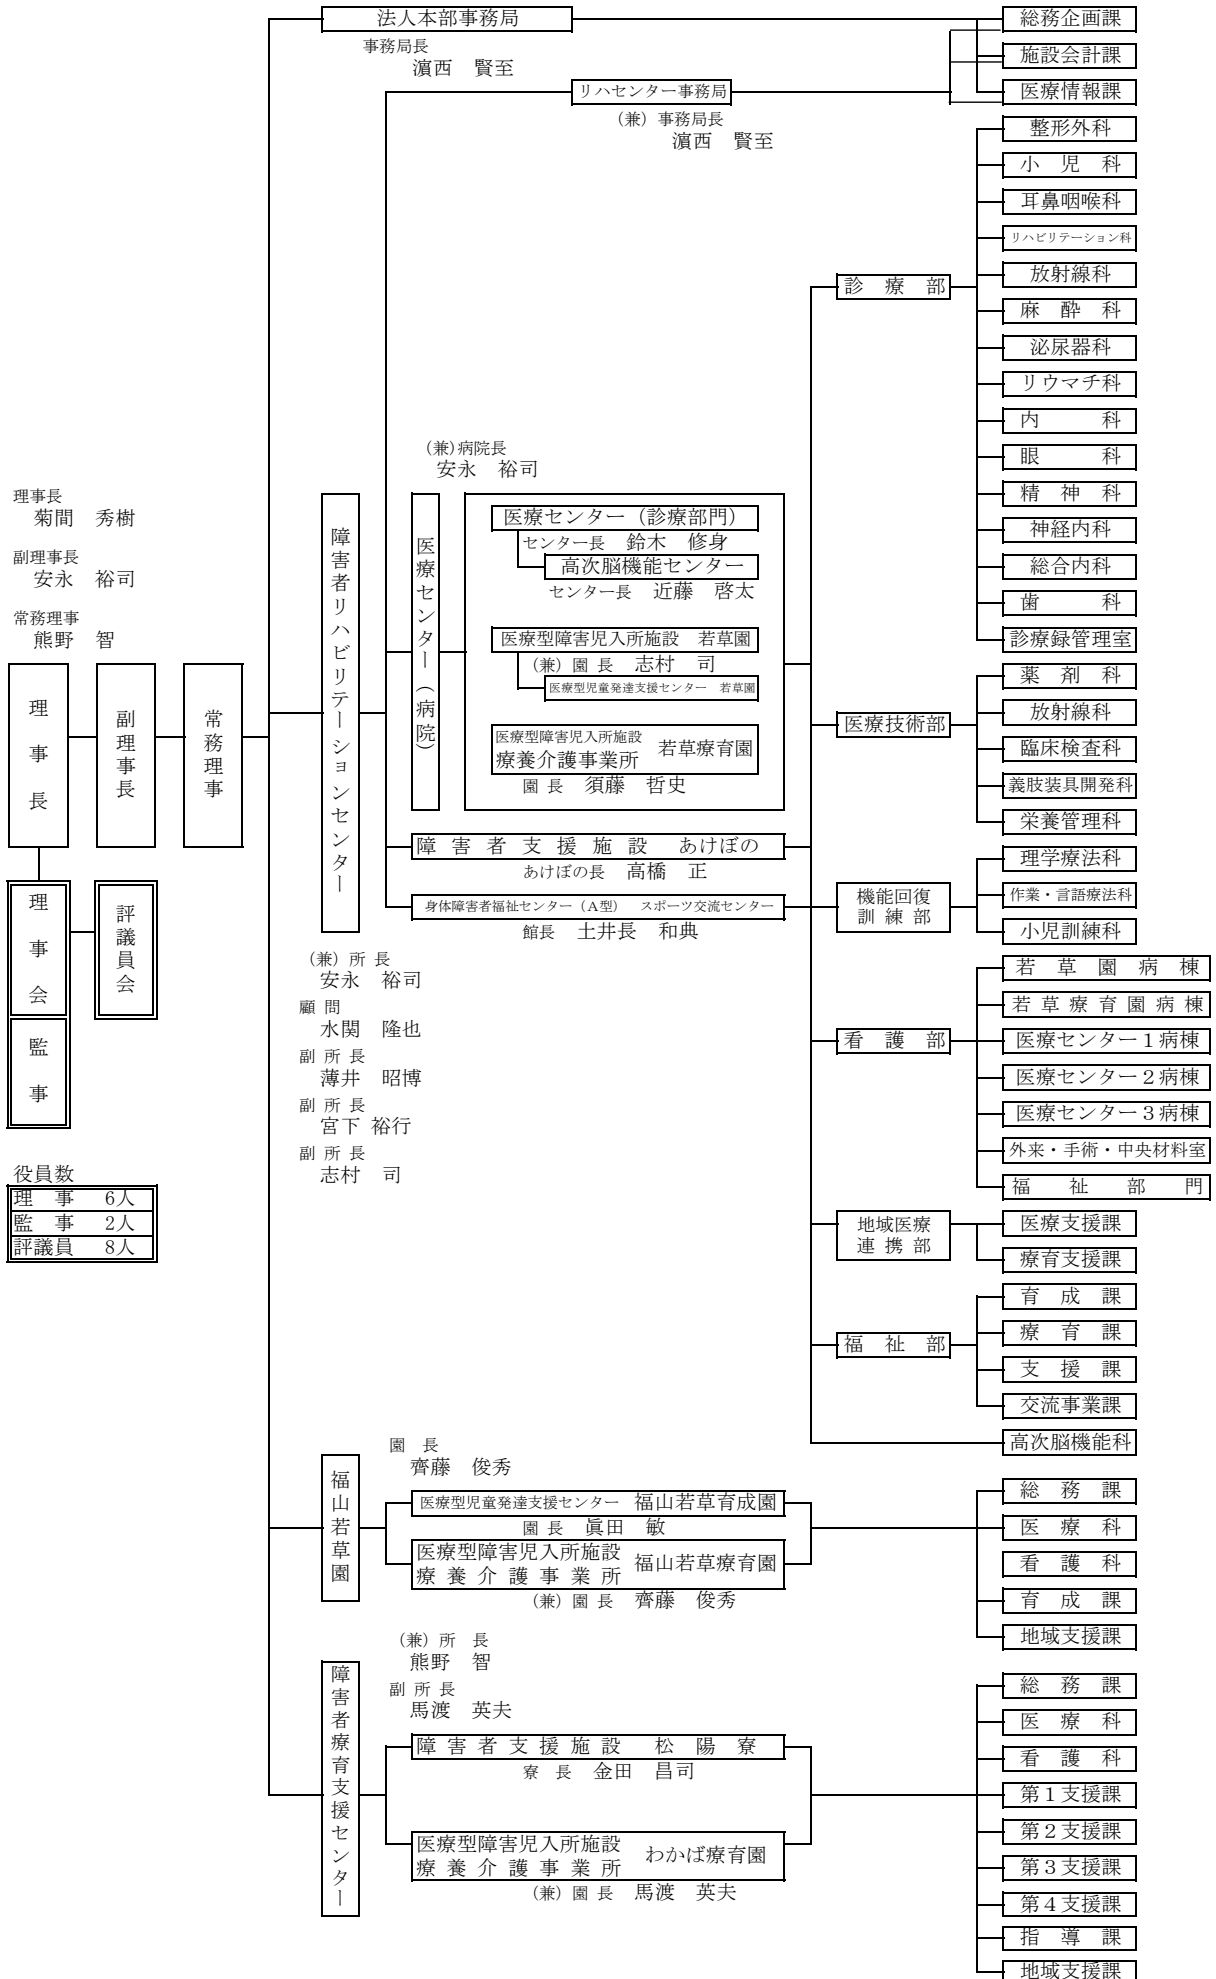 法人本部事務局
事務局長
濵西　賢至
リハセンター事務局
（兼）事務局長
濵西　賢至
総務企画課
施設会計課
医療情報課
整形外科
小　児　科
耳鼻咽喉科
リハビリテーション科
放射線科
麻　酔　科
泌尿器科
リウマチ科
内　　　科
眼　　　科
精　神　科
神経内科
総合内科
歯　　　科
診療録管理室
診　療　部
薬　剤　科
放射線科
臨床検査科
義肢装具開発科
栄養管理科
医療技術部
理学療法科
作業・言語療法科
小児訓練科
機能回復
訓 練 部
若　草　園　病　棟
若 草 療 育 園 病 棟
医療センター１病棟
医療センター２病棟
医療センター３病棟
外来・手術・中央材料室
福　祉　部　門
看　護　部
医療支援課
療育支援課
地域医療
連 携 部
育　成　課
療　育　課
支　援　課
交流事業課
福　祉　部
高次脳機能科
理事長
菊間　秀樹
副理事長
安永　裕司
常務理事
熊野　智
理事長
副理事長
常務理事
理事会
評議員会
監事
役員数
理　事　6人
監　事　2人
評議員　8人
障害者リハビリテーションセンター
（兼）所 長
安永　裕司
顧 問
水関　隆也
副 所 長
薄井　昭博
副 所 長
宮下 裕行
副 所 長
志村　司
（兼）病院長
安永　裕司
医療センター（病院）
医療センター（診療部門）
センター長　鈴木　修身
高次脳機能センター
センター長　近藤　啓太
医療型障害児入所施設　若草園
（兼）園 長　志村　司
医療型児童発達支援センター　若草園
医療型障害児入所施設
療養介護事業所　若草療育園
園 長　須藤　哲史
障 害 者 支 援 施 設　あけぼの
あけぼの長　高橋　正
身体障害者福祉センター（Ａ型）　スポーツ交流センター
館長　土井長　和典
福山若草園
園　長
齊藤　俊秀
医療型児童発達支援センター　福山若草育成園
園 長　眞田　敏
医療型障害児入所施設
療 養 介 護 事 業 所　福山若草療育園
（兼）園 長　齊藤　俊秀
総　務　課
医　療　科
看　護　科
育　成　課
地域支援課
障害者療育支援センター
（兼）所　長
熊野　智
副 所 長
馬渡　英夫
障 害 者 支 援 施 設　松　陽　寮
寮　長　金田　昌司
医療型障害児入所施設
療 養 介 護 事 業 所　わかば療育園
（兼）園 長　馬渡　英夫
総　務　課
医　療　科
看　護　科
第１支援課
第２支援課
第３支援課
第４支援課
指　導　課
地域支援課